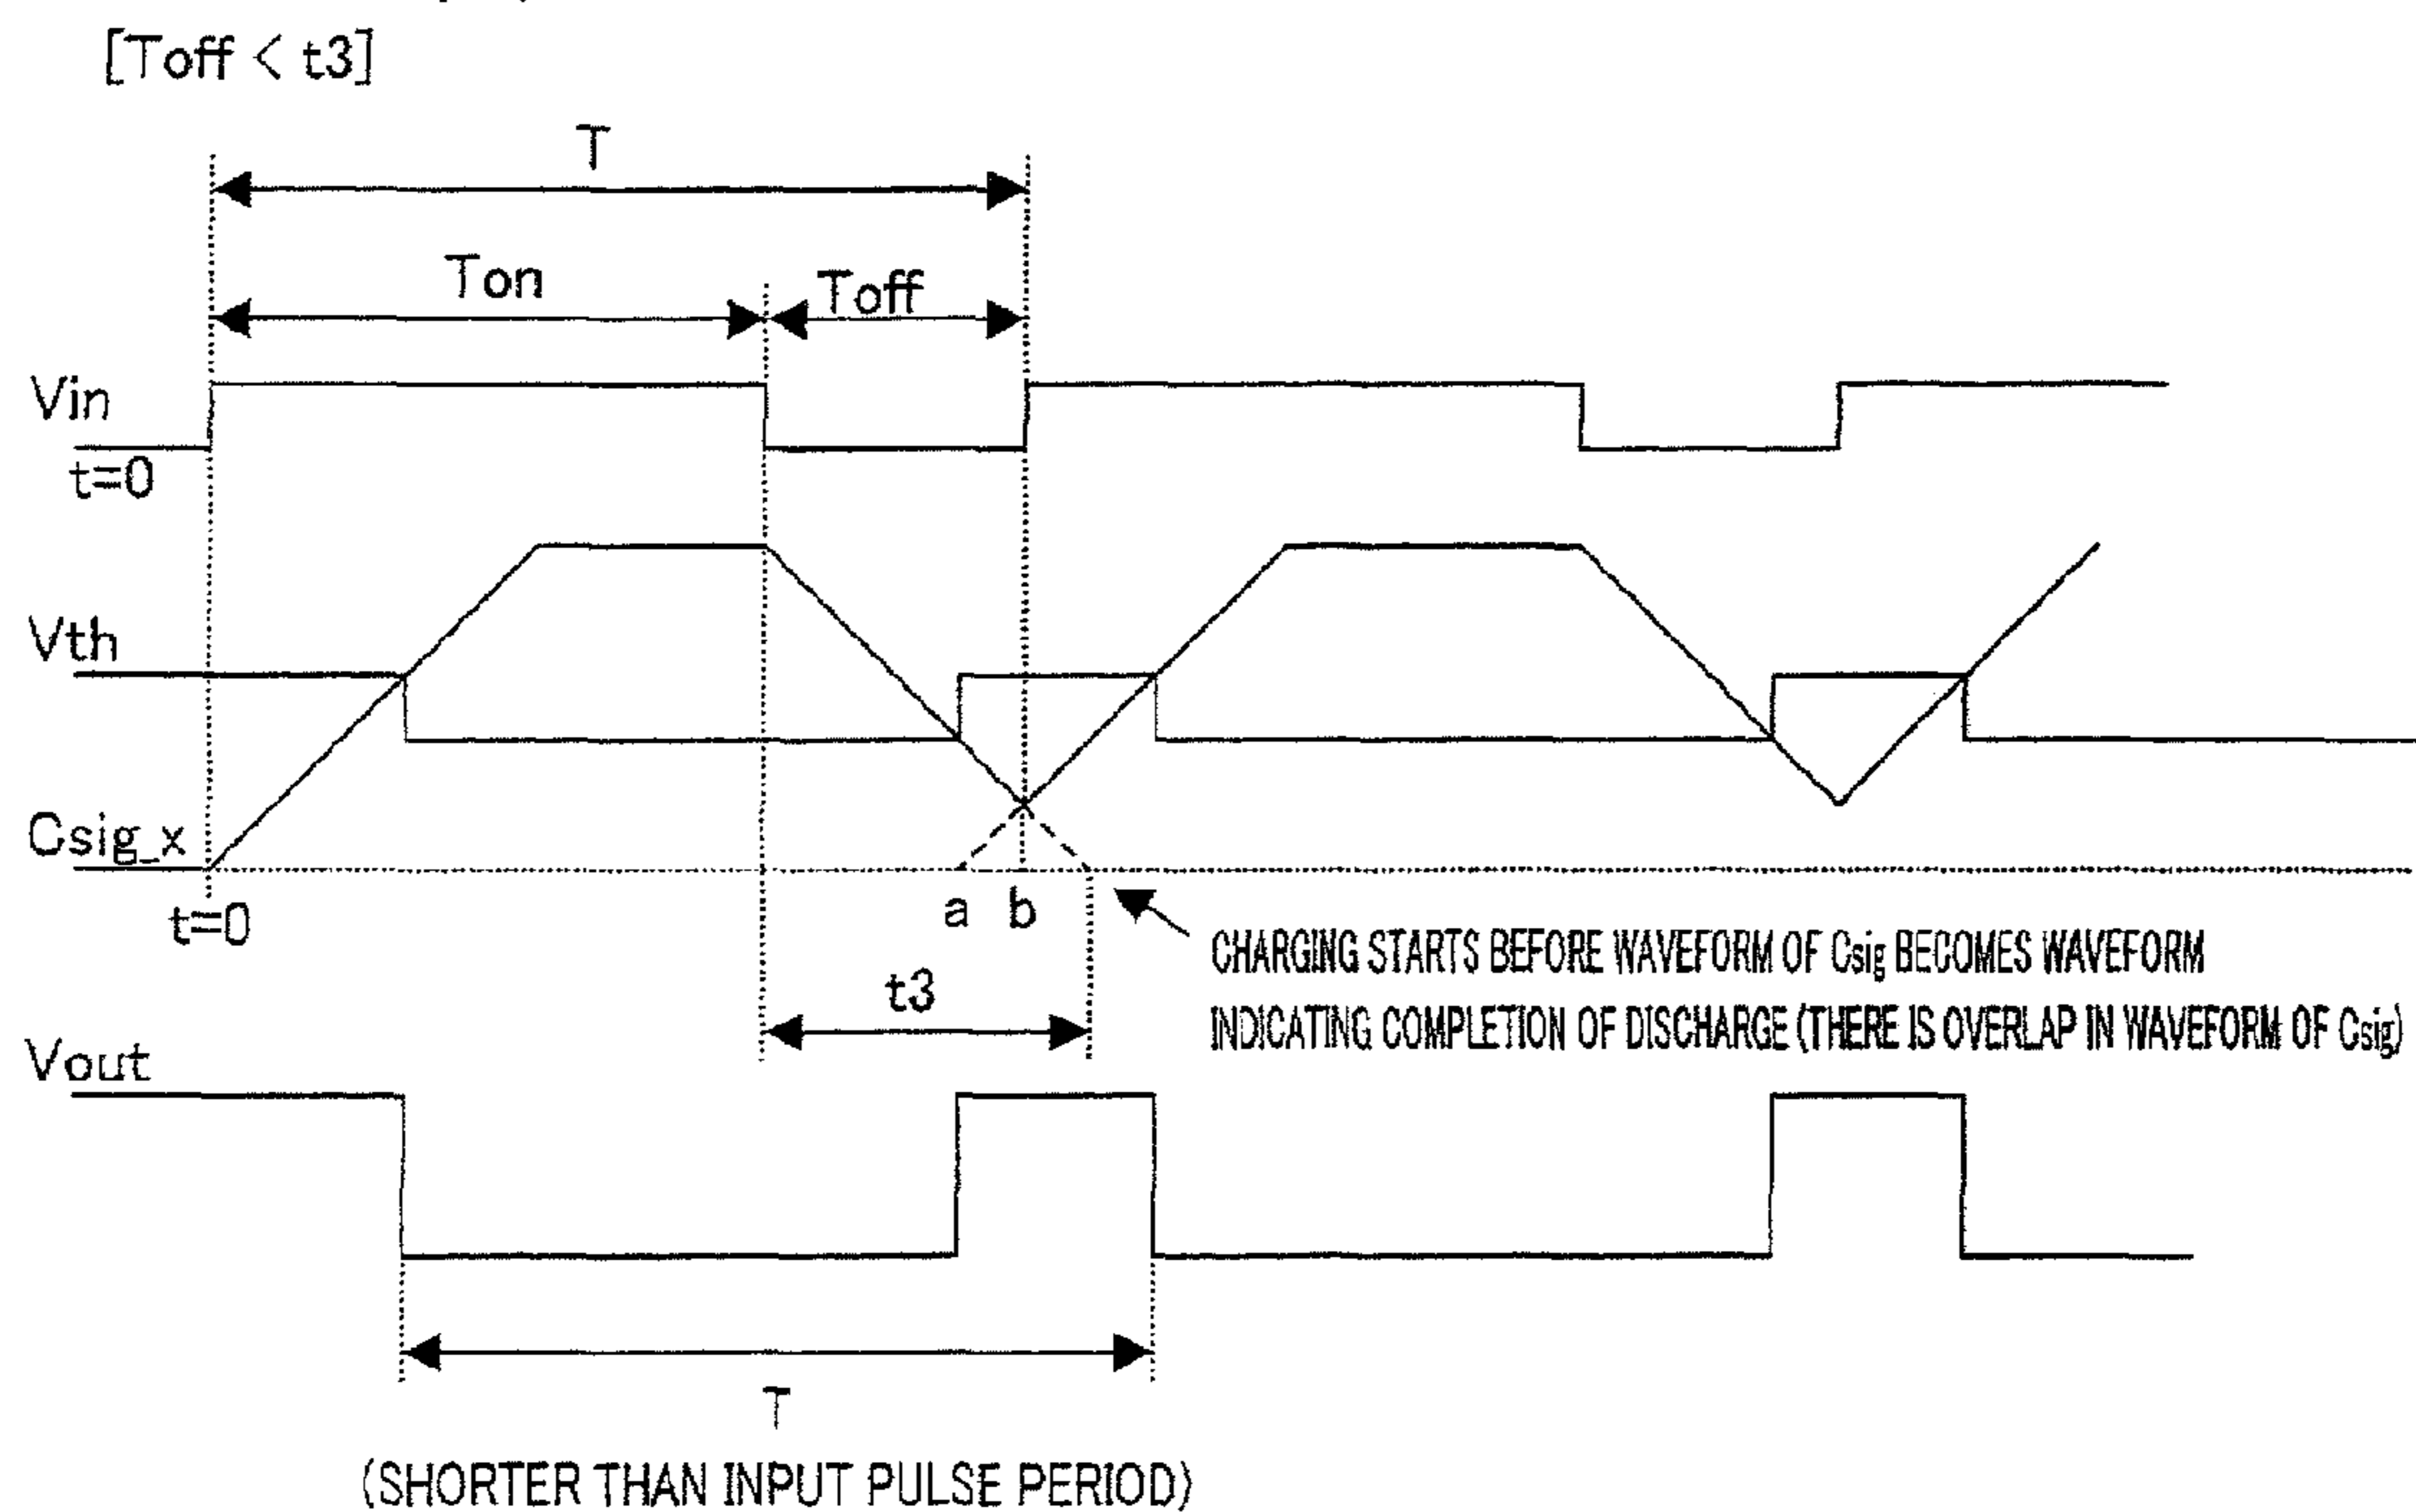 [Toff < t3]
T
Ton
Toff
Vin
t=0
Vth
Csig_x
t=0
a
b
CHARGING STARTS BEFORE WAVEFORM OF Csig BECOMES WAVEFORM
INDICATING COMPLETION OF DISCHARGE (THERE IS OVERLAP IN WAVEFORM OF Csig)
t3
Vout
T
(SHORTER THAN INPUT PULSE PERIOD)